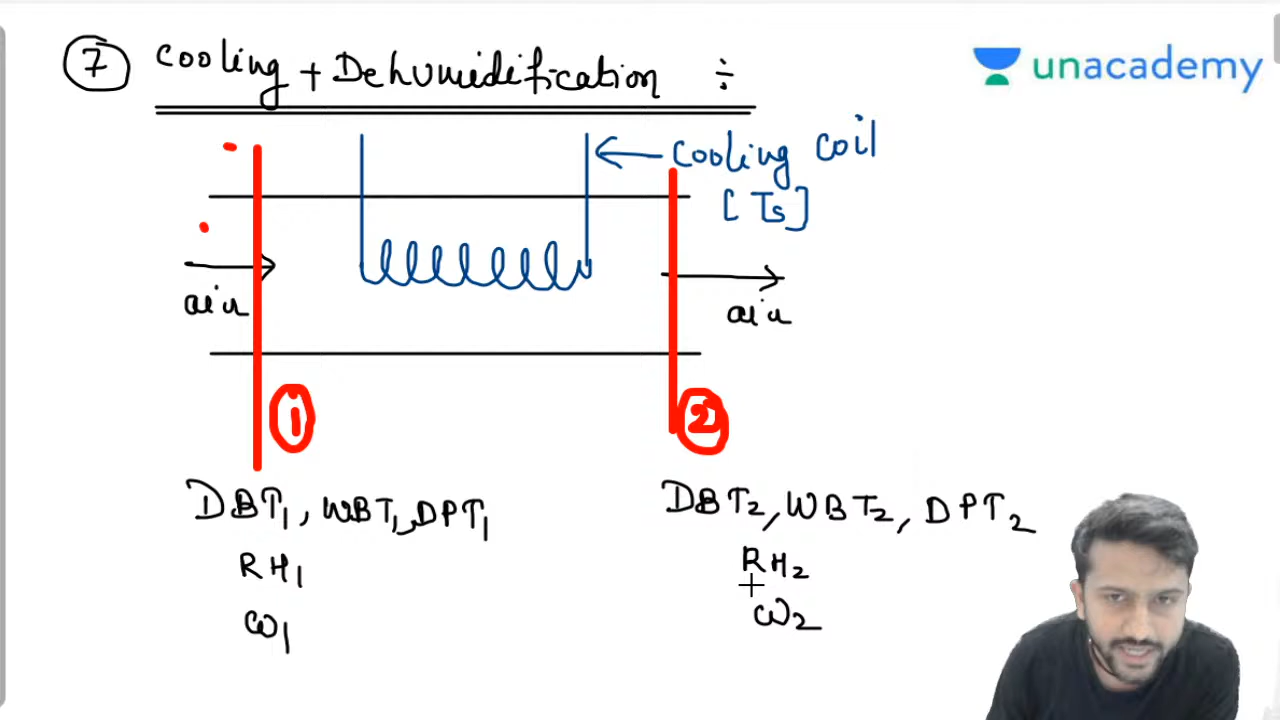 7 Cooling + Dehumidification ÷
unacademy
← Cooling coil
[Ts]
air
air
1
2
DBT1, WBT1, DPT1
RH1
ω1
DBT2, WBT2, DPT2
RH2
ω2